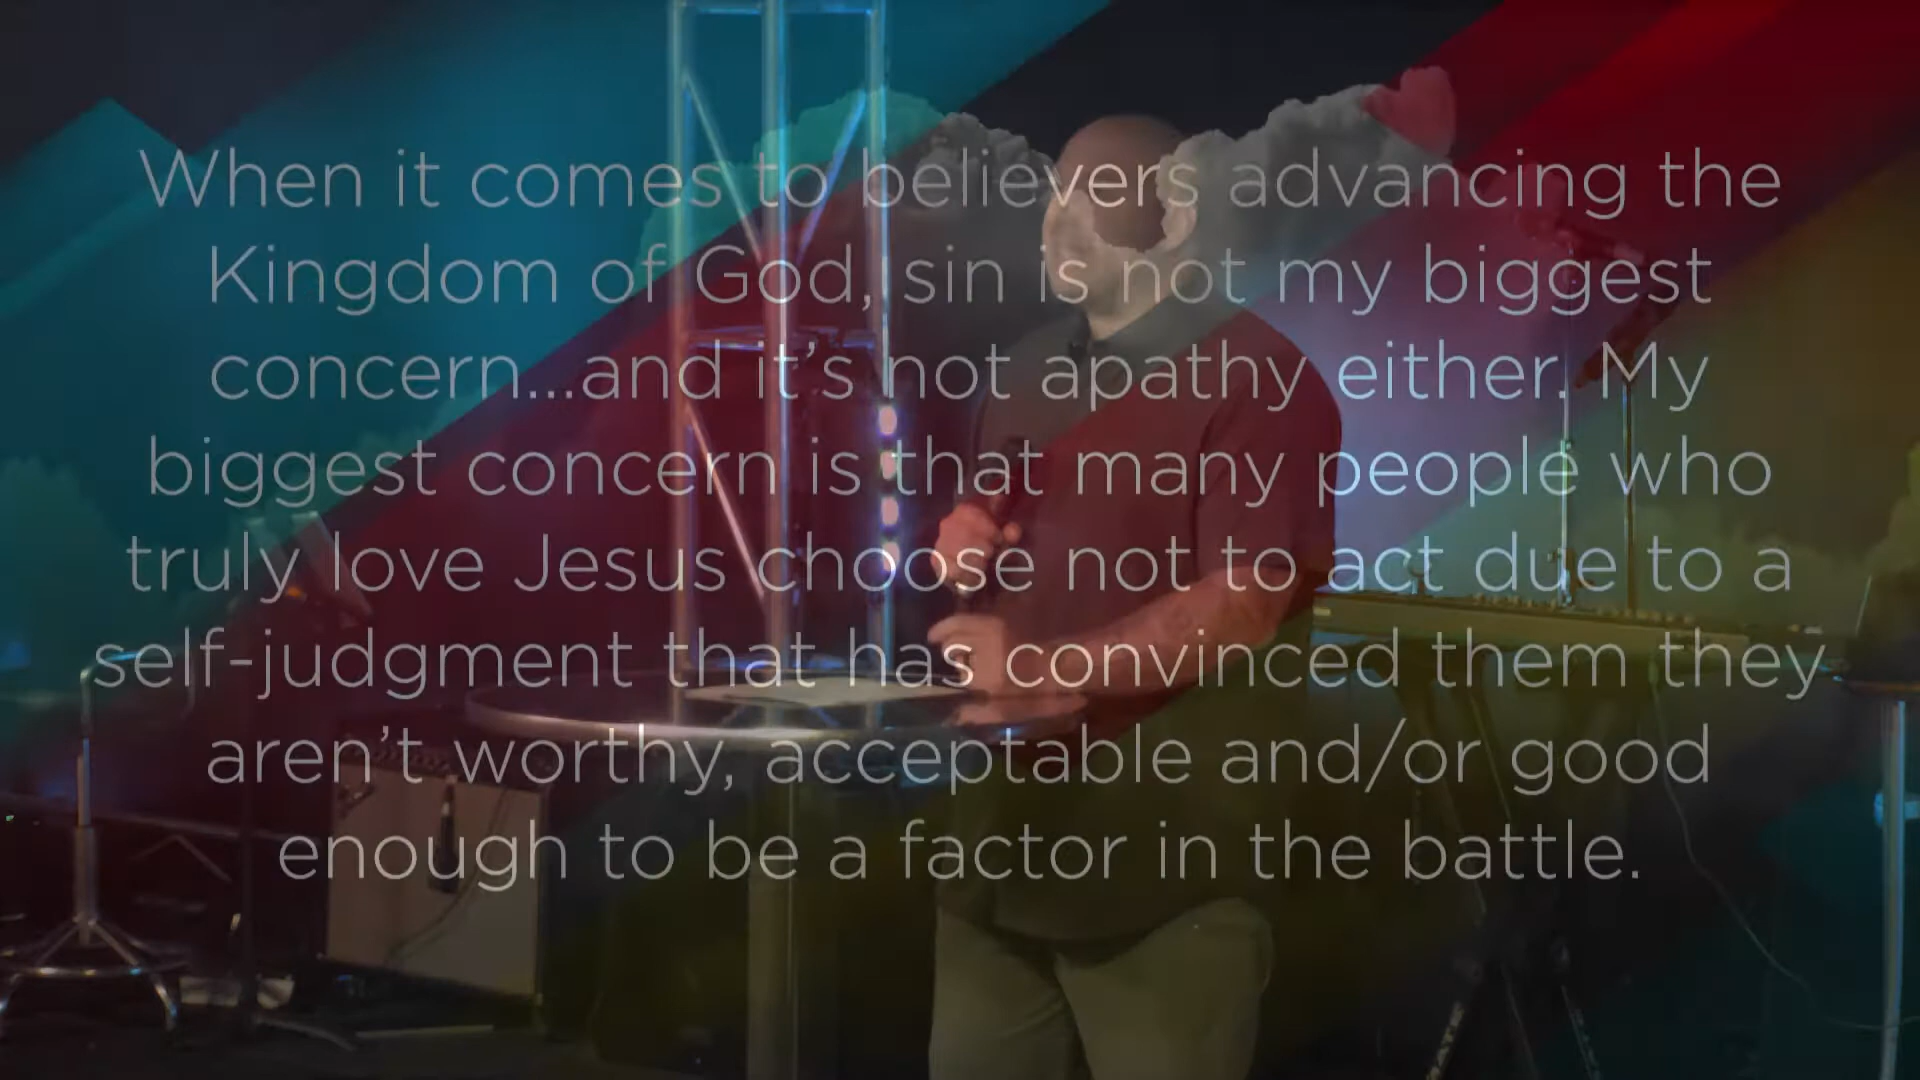 When it comes to believers advancing the
Kingdom of God, sin is not my biggest
concern...and it's not apathy either. My
biggest concern is that many people who
truly love Jesus choose not to act due to a
self-judgment that has convinced them they
aren't worthy, acceptable and/or good
enough to be a factor in the battle.